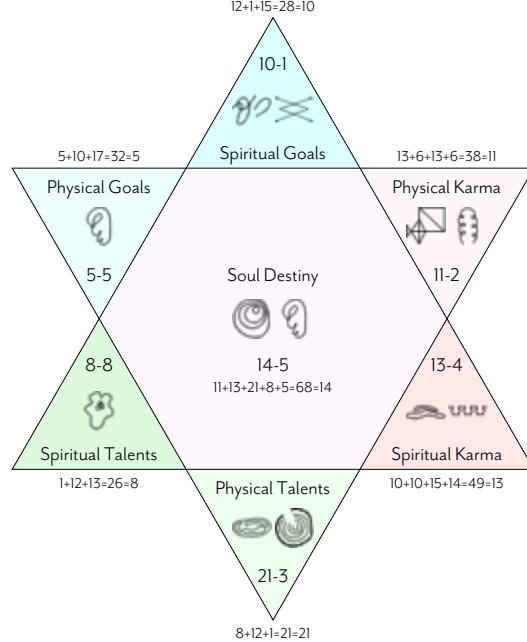 12+1+15=28=10
10-1
Spiritual Goals
5+10+17=32=5
13+6+13+6=38=11
Physical Goals
Physical Karma
5-5
11-2
Soul Destiny
14-5
11+13+21+8+5=68=14
8-8
13-4
Spiritual Talents
Spiritual Karma
1+12+13=26=8
10+10+15+14=49=13
Physical Talents
21-3
8+12+1=21=21